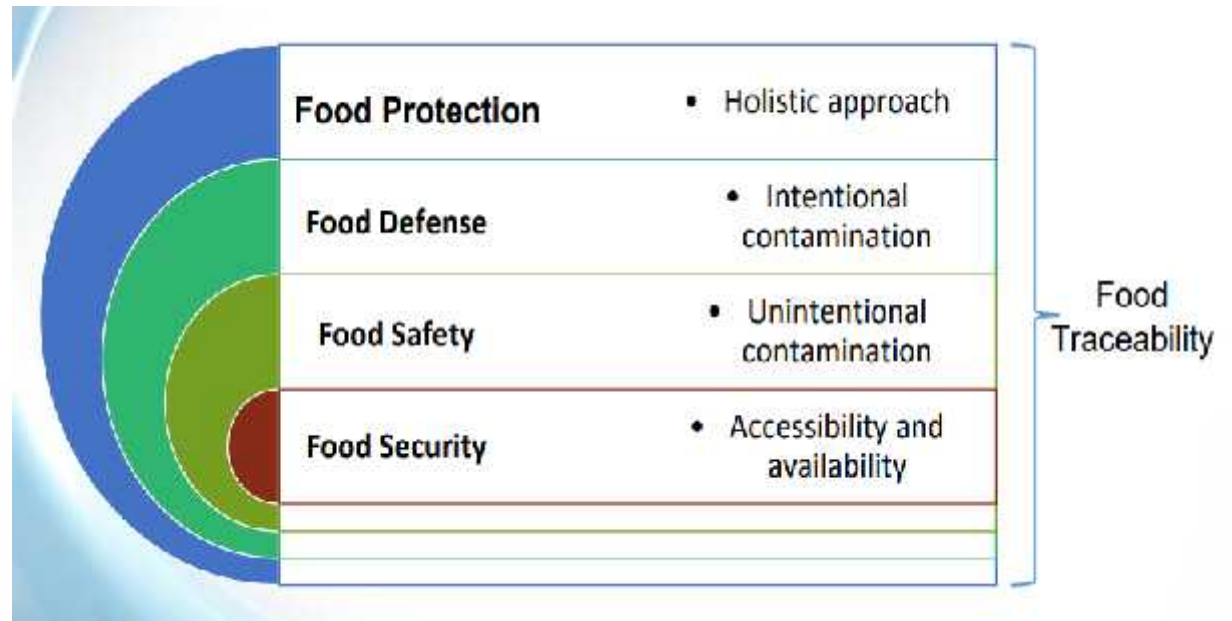 Food Protection
• Holistic approach
Food Defense
• Intentional
contamination
Food Safety
• Unintentional
contamination
Food Security
• Accessibility and
availability
Food
Traceability